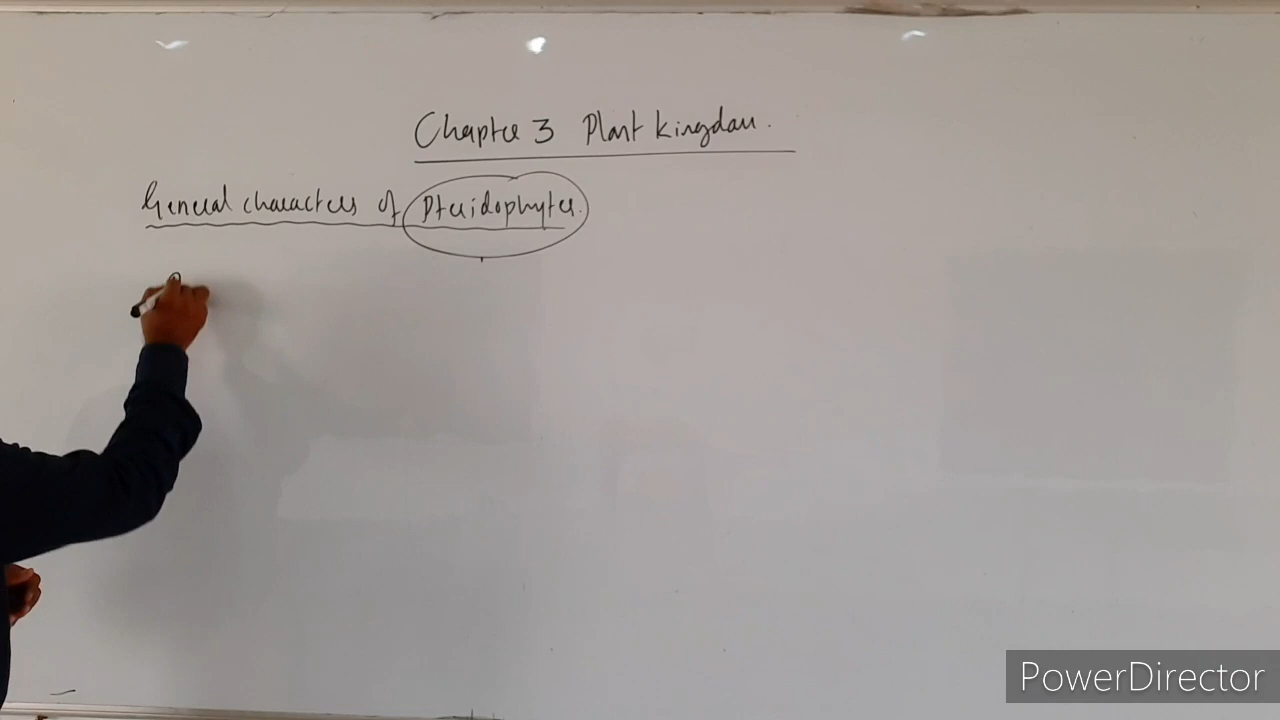 Chapter 3 Plant kingdom.
General characters of Pteridophytes.
PowerDirector